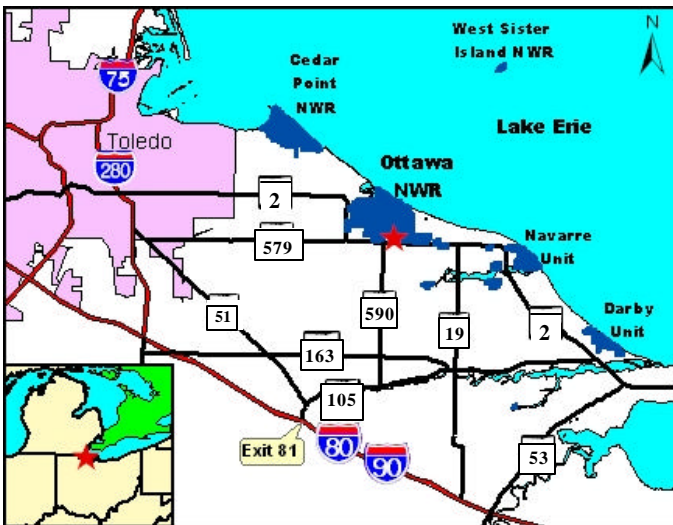 West Sister
Island NWR
N
Cedar
Point
NWR
75
Lake Erie
Toledo
280
Ottawa
NWR
2
579
Navarre
Unit
51
590
19
2
Darby
Unit
163
105
Exit 81
80
90
53